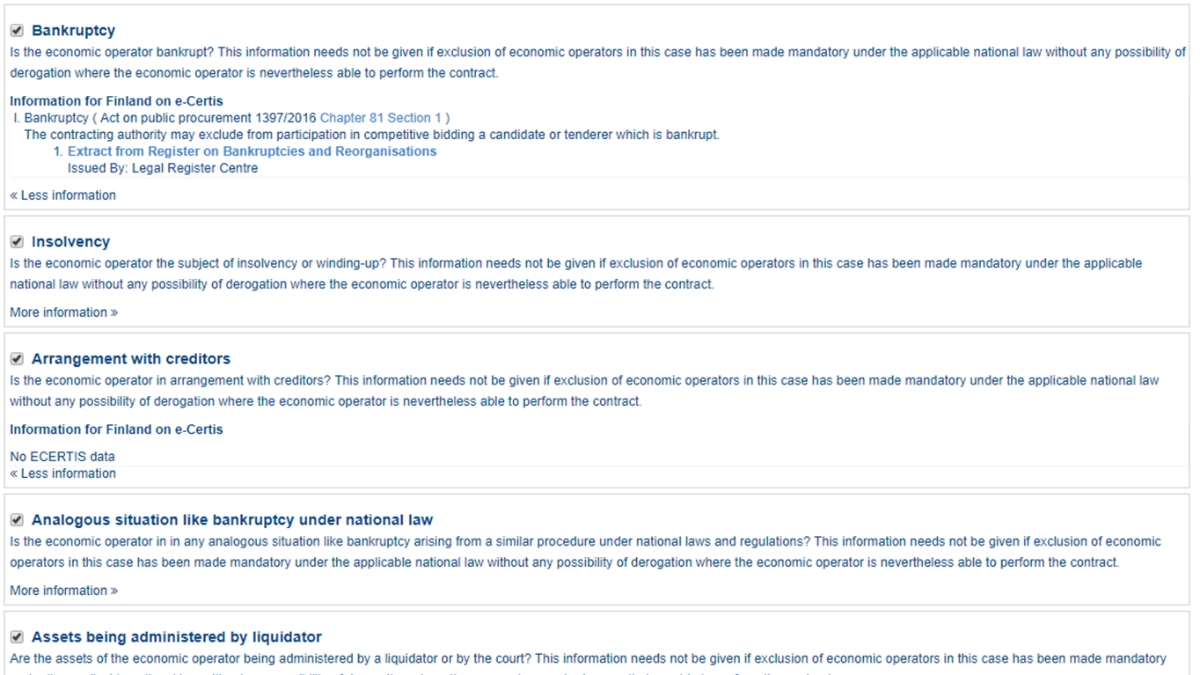 Bankruptcy
Is the economic operator bankrupt? This information needs not be given if exclusion of economic operators in this case has been made mandatory under the applicable national law without any possibility of
derogation where the economic operator is nevertheless able to perform the contract.
Information for Finland on e-Certis
I. Bankruptcy ( Act on public procurement 1397/2016 Chapter 81 Section 1 )
The contracting authority may exclude from participation in competitive bidding a candidate or tenderer which is bankrupt.
1. Extract from Register on Bankruptcies and Reorganisations
Issued By: Legal Register Centre
« Less information
Insolvency
Is the economic operator the subject of insolvency or winding-up? This information needs not be given if exclusion of economic operators in this case has been made mandatory under the applicable
national law without any possibility of derogation where the economic operator is nevertheless able to perform the contract.
More information »
Arrangement with creditors
Is the economic operator in arrangement with creditors? This information needs not be given if exclusion of economic operators in this case has been made mandatory under the applicable national law
without any possibility of derogation where the economic operator is nevertheless able to perform the contract.
Information for Finland on e-Certis
No ECERTIS data
« Less information
Analogous situation like bankruptcy under national law
Is the economic operator in in any analogous situation like bankruptcy arising from a similar procedure under national laws and regulations? This information needs not be given if exclusion of economic
operators in this case has been made mandatory under the applicable national law without any possibility of derogation where the economic operator is nevertheless able to perform the contract.
More information »
Assets being administered by liquidator
Are the assets of the economic operator being administered by a liquidator or by the court? This information needs not be given if exclusion of economic operators in this case has been made mandatory